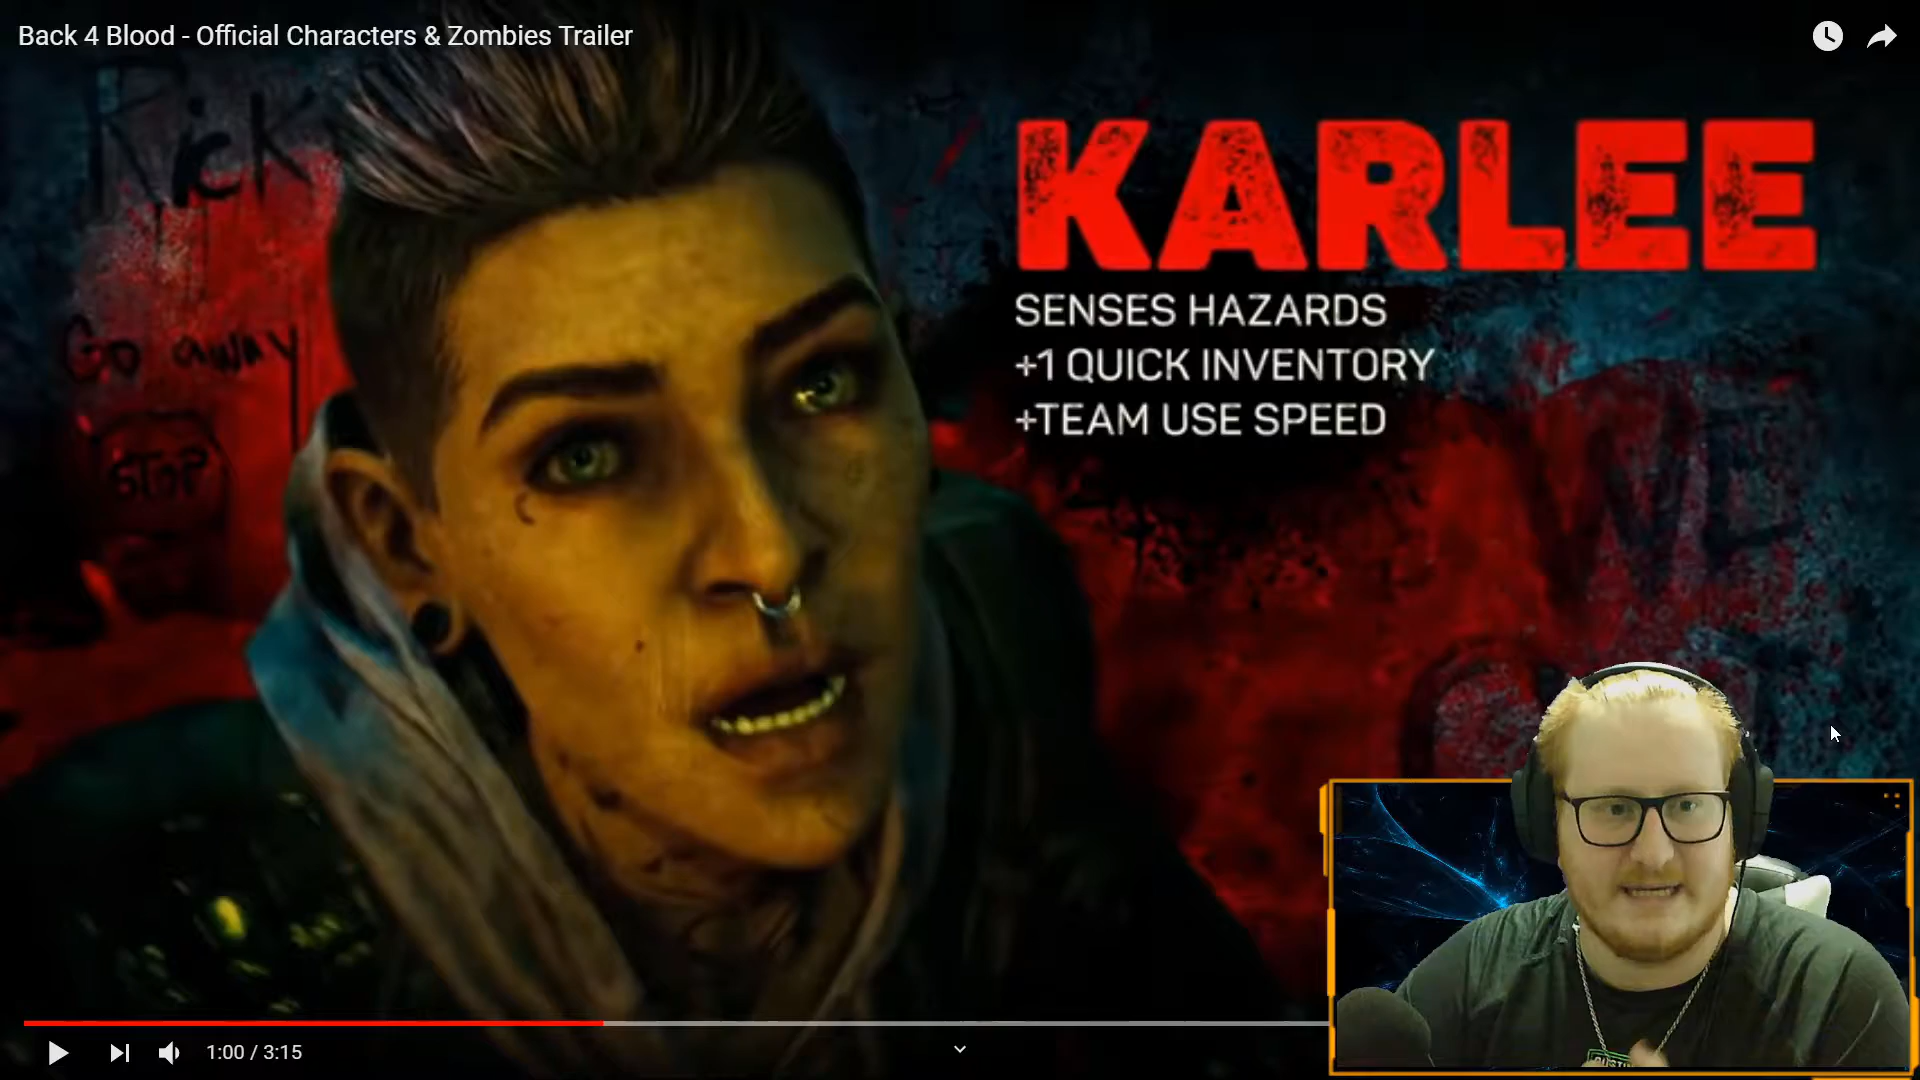 Back 4 Blood - Official Characters & Zombies Trailer
Rick
KARLEE
SENSES HAZARDS
+1 QUICK INVENTORY
+TEAM USE SPEED
Go away
STOP
1:00 / 3:15